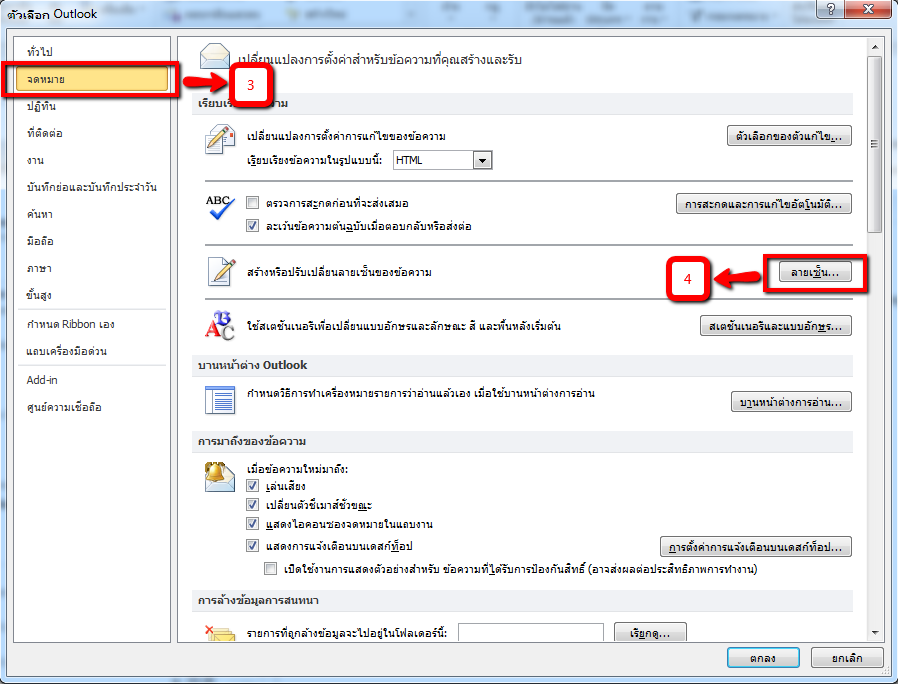 ตัวเลือก Outlook
ทั่วไป
จดหมาย
ปฏิทิน
ที่ติดต่อ
งาน
บันทึกย่อและบันทึกประจำวัน
ค้นหา
มือถือ
ภาษา
ขั้นสูง
กำหนด Ribbon เอง
แถบเครื่องมือด่วน
Add-in
ศูนย์ความเชื่อถือ
3
เปลี่ยนแปลงการตั้งค่าสำหรับข้อความที่คุณสร้างและรับ
เปลี่ยนแปลงการตั้งค่าการแก้ไขของข้อความ
ตัวเลือกของตัวแก้ไข...
เรียบเรียงข้อความในรูปแบบนี้: HTML
ABC
ตรวจการสะกดก่อนที่จะส่งเสมอ
การสะกดและการแก้ไขอัตโนมัติ...
ละเว้นข้อความต้นฉบับเมื่อตอบกลับหรือส่งต่อ
สร้างหรือปรับเปลี่ยนลายเซ็นของข้อความ
4
ลายเซ็น...
ใช้สเตชันเนอรีเพื่อเปลี่ยนแบบอักษรและลักษณะ สี และพื้นหลังเริ่มต้น
สเตชันเนอรีและแบบอักษร...
บานหน้าต่าง Outlook
กำหนดวิธีการทำเครื่องหมายรายการว่าอ่านแล้วเอง เมื่อใช้บานหน้าต่างการอ่าน
บานหน้าต่างการอ่าน...
การมาถึงของข้อความ
เมื่อข้อความใหม่มาถึง:
เล่นเสียง
เปลี่ยนตัวชี้เมาส์ชั่วขณะ
แสดงไอคอนซองจดหมายในแถบงาน
แสดงการแจ้งเตือนบนเดสก์ท็อป
การตั้งค่าการแจ้งเตือนบนเดสก์ท็อป...
เปิดใช้งานการแสดงตัวอย่างสำหรับ ข้อความที่ได้รับการป้องกันสิทธิ์ (อาจส่งผลต่อประสิทธิภาพการทำงาน)
การล้างข้อมูลการสนทนา
รายการที่ถูกล้างข้อมูลจะไปอยู่ในโฟลเดอร์นี้:
เรียกดู...
ตกลง
ยกเลิก